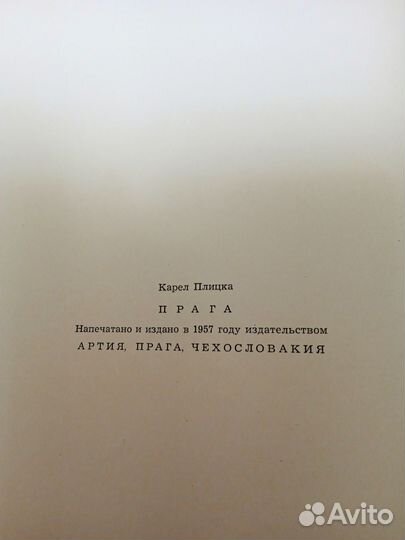 Карел Плицка
ПРАГА
Напечатано и издано в 1957 году издательством
АРТИЯ, ПРАГА, ЧЕХОСЛОВАКИЯ
Avito